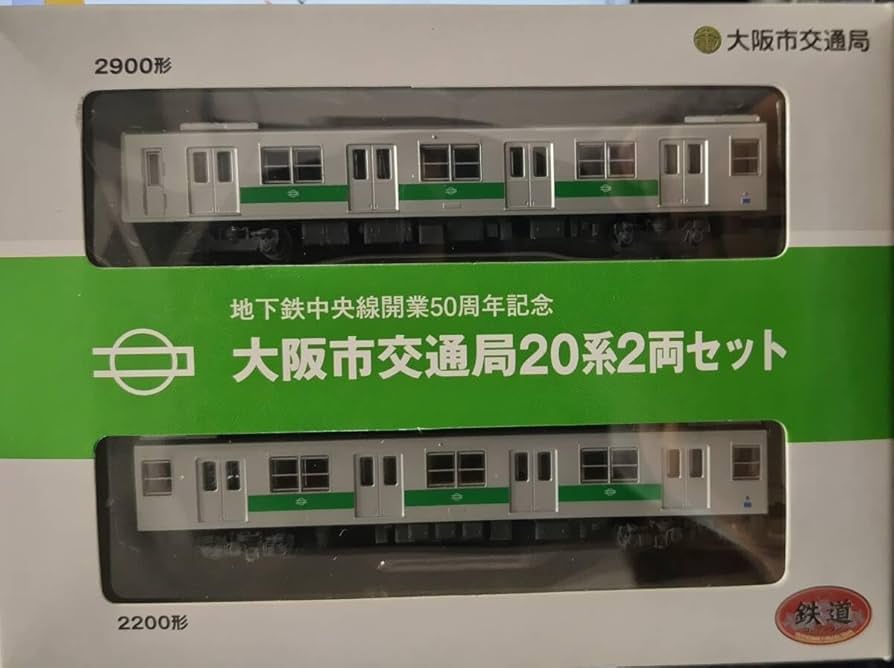 大阪市交通局
2900形
地下鉄中央線開業50周年記念
大阪市交通局20系2両セット
2200形
鉄道